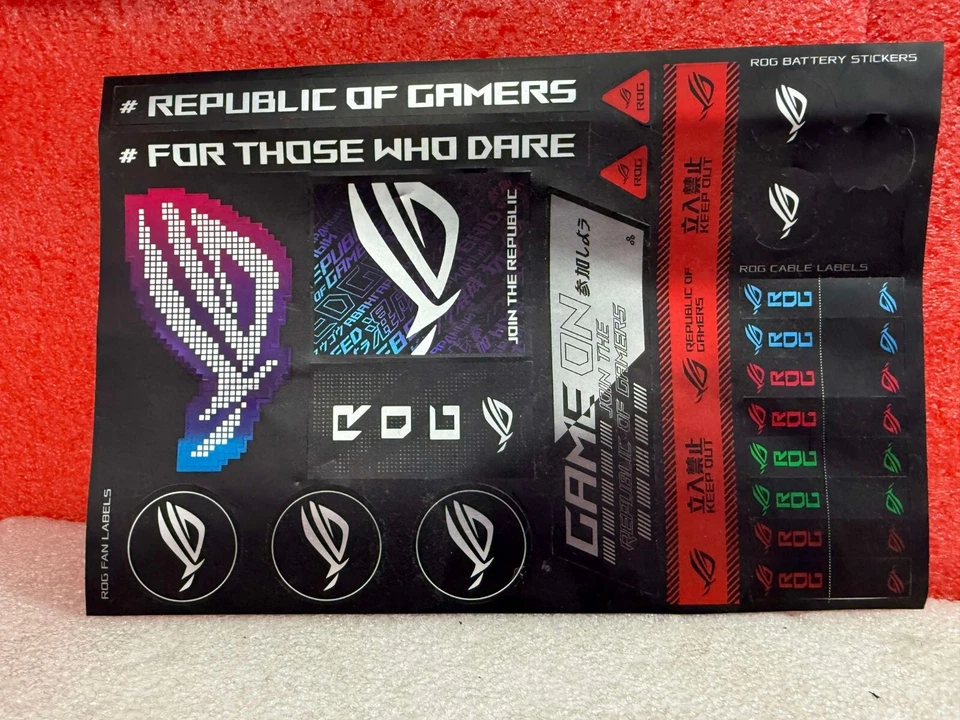 # REPUBLIC OF GAMERS
# FOR THOSE WHO DARE
ROG
ROG
JOIN THE REPUBLIC
ROG
GAME ON
参加しよう
JOIN THE
REPUBLIC OF GAMERS
立入禁止
KEEP OUT
REPUBLIC OF
GAMERS
立入禁止
KEEP OUT
ROG FAN LABELS
ROG BATTERY STICKERS
ROG CABLE LABELS
ROG
ROG
ROG
ROG
ROG
ROG
ROG
ROG